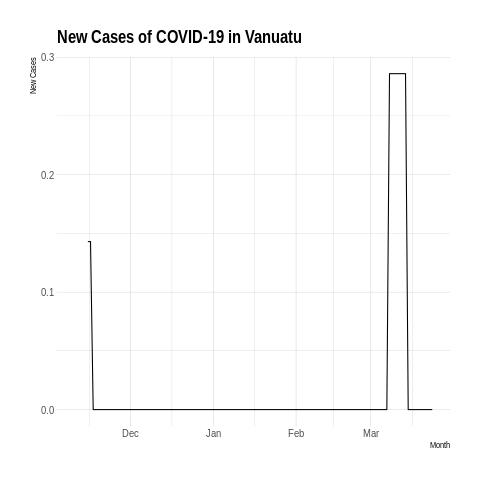 New Cases of COVID-19 in Vanuatu
New Cases
0.3
0.2
0.1
0.0
Dec Jan Feb Mar
Month